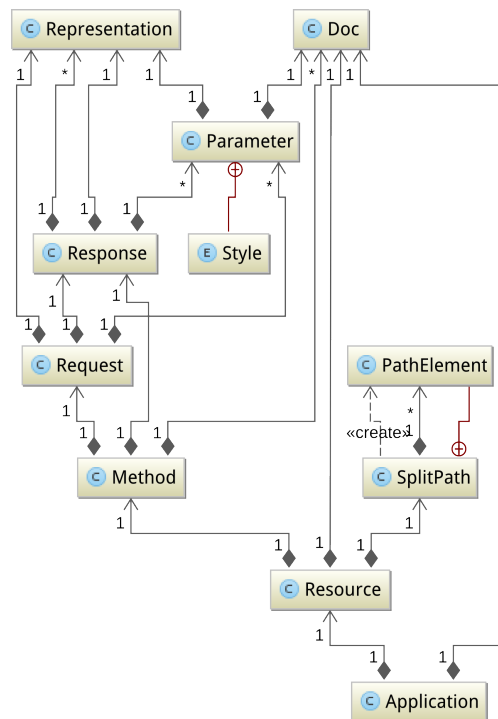 C Representation
C Doc
1 * 1 1 1 * 1 1
1 1
C Parameter
* *
1 1 1
C Response
E Style
1 1
1 1 1
C Request
C PathElement
1
*
«create»
1
1 1 1
C Method
C SplitPath
1 1
1 1 1
C Resource
1
1 1
C Application